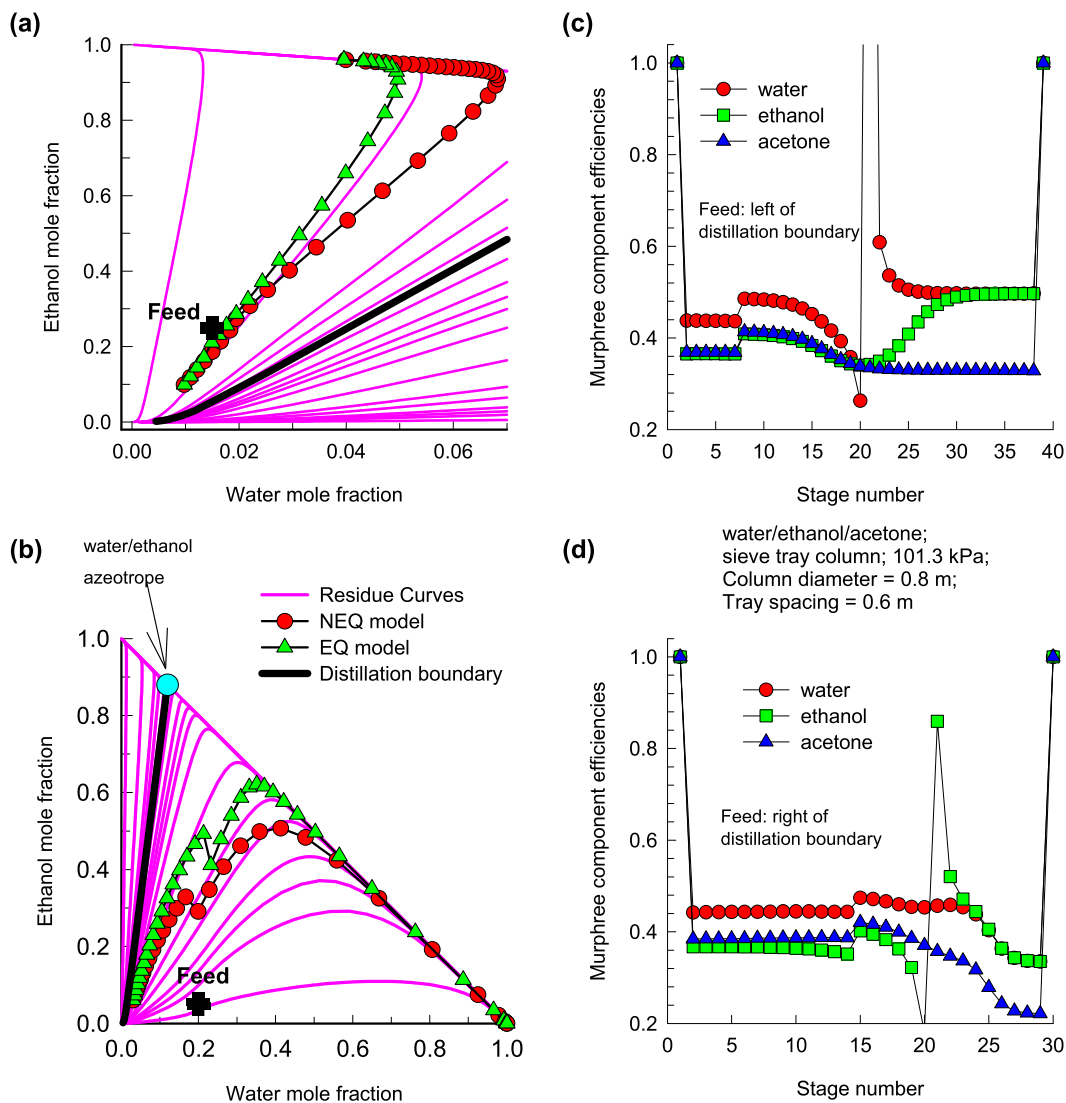 (a)
1.0
0.8
0.6
0.4
0.2
0.0
Ethanol mole fraction
Feed
0.00
0.02
0.04
0.06
Water mole fraction
(c)
1.0
0.8
0.6
0.4
0.2
Murphree component efficiencies
water
ethanol
acetone
Feed: left of
distillation boundary
0
5
10
15
20
25
30
35
40
Stage number
(b)
water/ethanol
azeotrope
Residue Curves
NEQ model
EQ model
Distillation boundary
1.0
0.8
0.6
0.4
0.2
0.0
Ethanol mole fraction
Feed
0.0
0.2
0.4
0.6
0.8
1.0
Water mole fraction
water/ethanol/acetone;
sieve tray column; 101.3 kPa;
Column diameter = 0.8 m;
Tray spacing = 0.6 m
(d)
1.0
0.8
0.6
0.4
0.2
Murphree component efficiencies
water
ethanol
acetone
Feed: right of
distillation boundary
0
5
10
15
20
25
30
Stage number